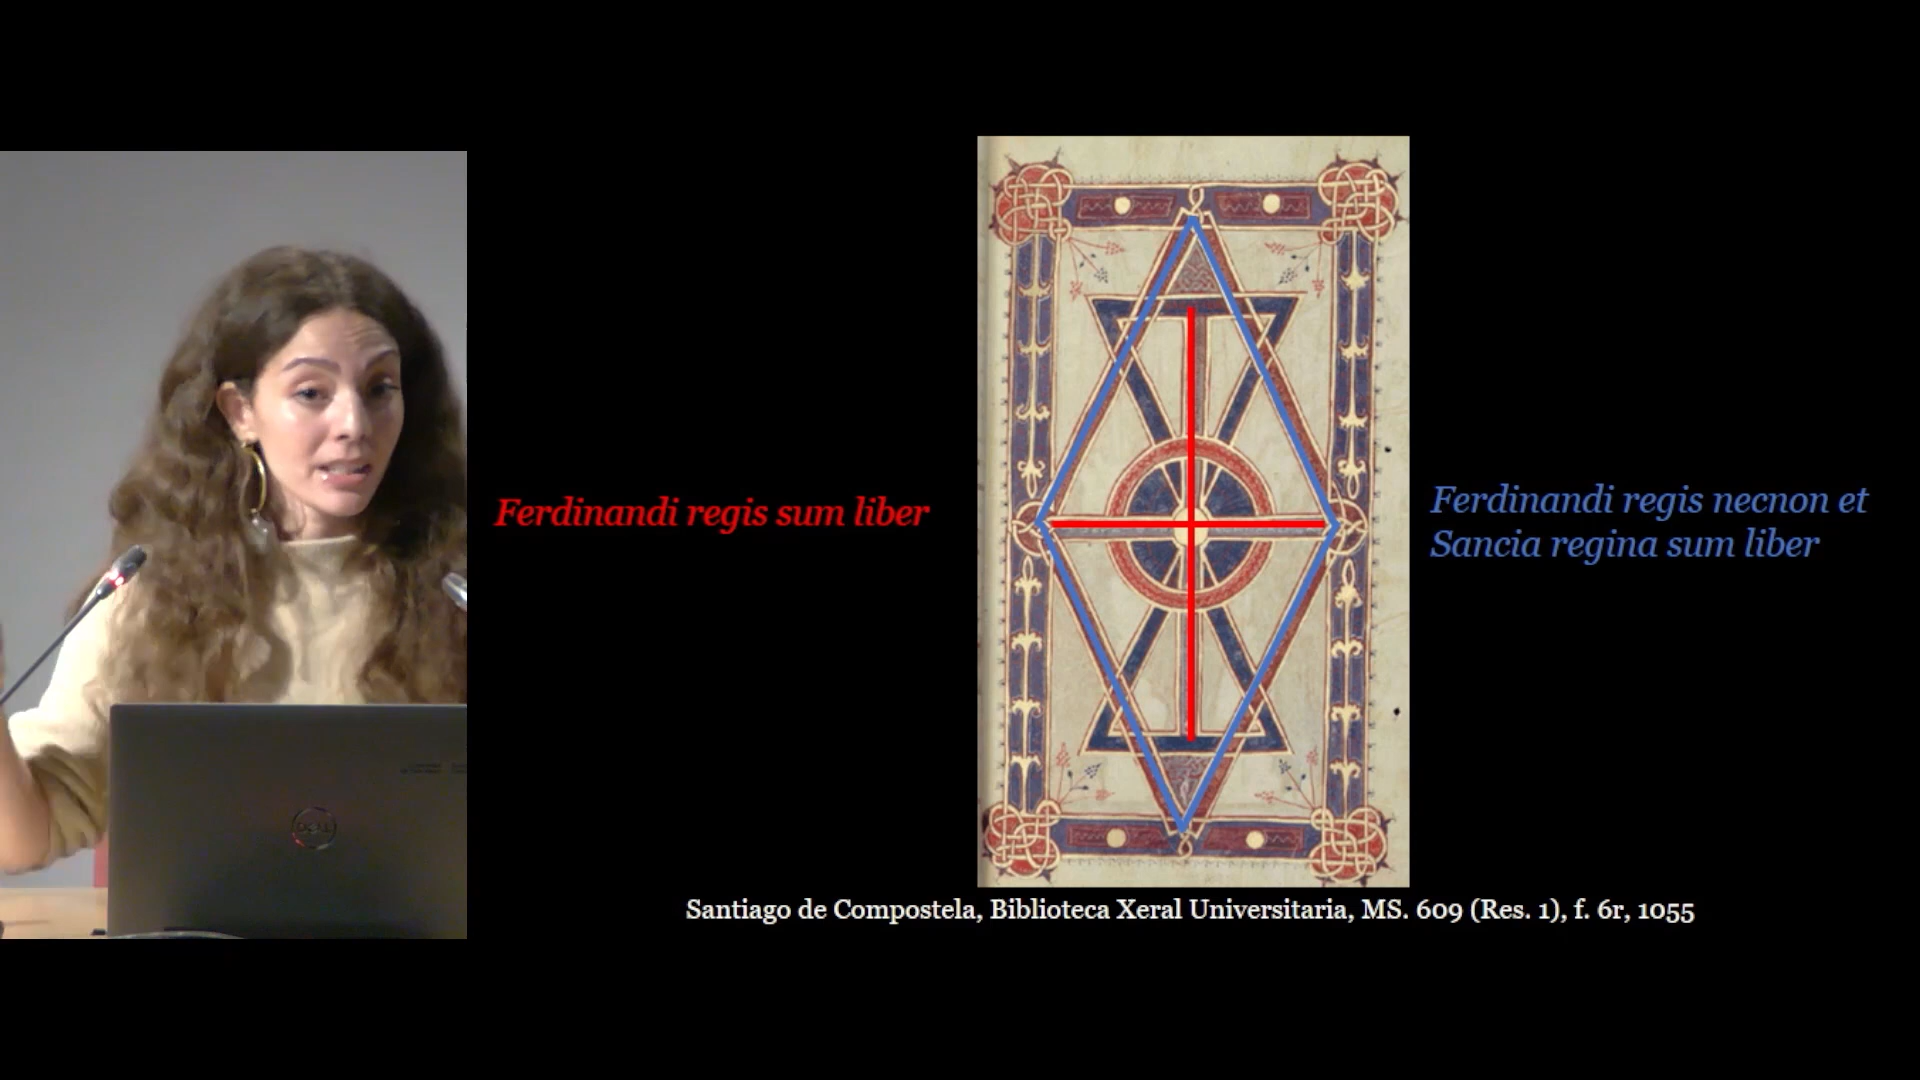 Ferdinandi regis sum liber
Ferdinandi regis necnon et
Sancia regina sum liber
Santiago de Compostela, Biblioteca Xeral Universitaria, MS. 609 (Res. 1), f. 6r, 1055
DELL